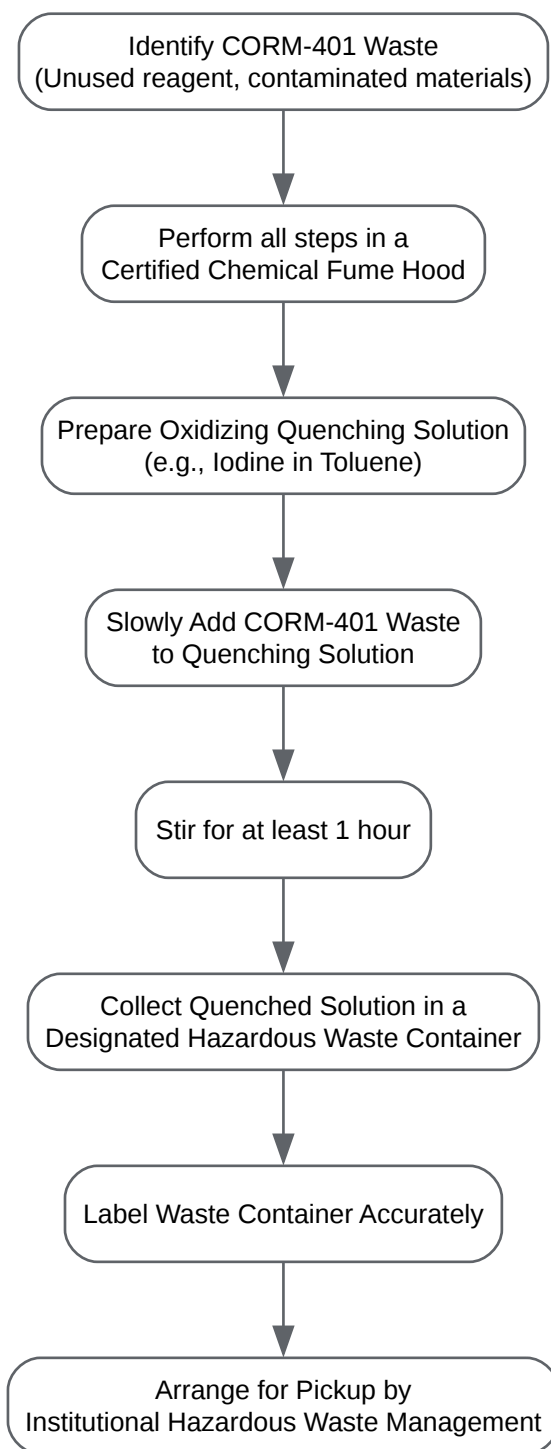 Identify CORM-401 Waste
(Unused reagent, contaminated materials)
Perform all steps in a
Certified Chemical Fume Hood
Prepare Oxidizing Quenching Solution
(e.g., Iodine in Toluene)
Slowly Add CORM-401 Waste
to Quenching Solution
Stir for at least 1 hour
Collect Quenched Solution in a
Designated Hazardous Waste Container
Label Waste Container Accurately
Arrange for Pickup by
Institutional Hazardous Waste Management